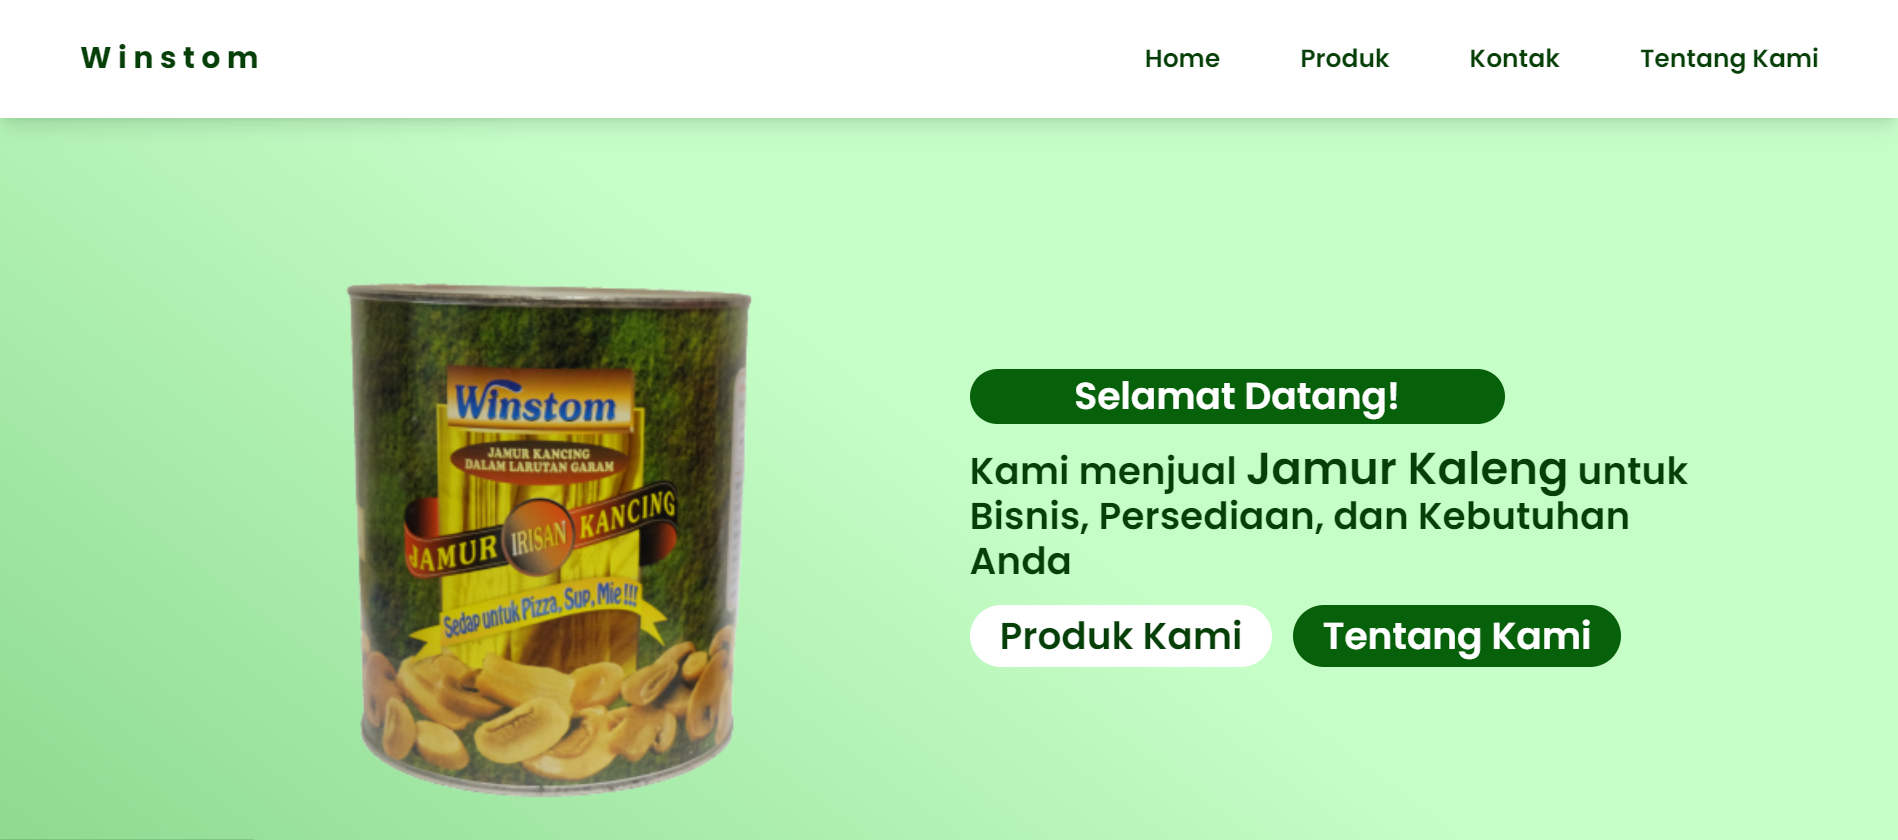 Winstom
Home
Produk
Kontak
Tentang Kami
Winstom
JAMUR KANCING
DALAM LARUTAN GARAM
JAMUR IRISAN KANCING
Sedap untuk Pizza, Sup, Mie !!!
Selamat Datang!
Kami menjual Jamur Kaleng untuk
Bisnis, Persediaan, dan Kebutuhan
Anda
Produk Kami
Tentang Kami